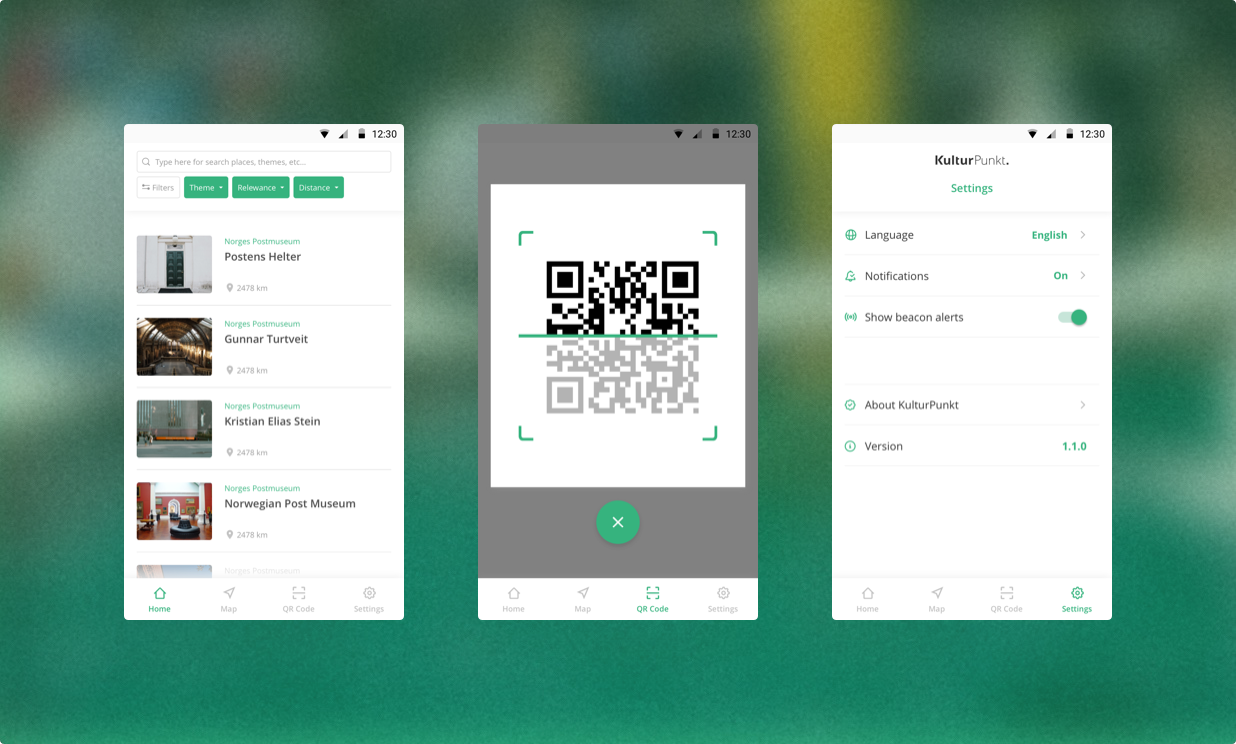 12:30
Type here for search places, themes, etc...
Filters
Theme
Relewance
Distance
Norges Postmuseum
Postens Helter
2478 km
Norges Postmuseum
Gunnar Turtveit
2478 km
Norges Postmuseum
Kristian Elias Stein
2478 km
Norges Postmuseum
Norwegian Post Museum
2478 km
Norges Postmuseum
Home
Map
QR Code
Settings
12:30
Home
Map
QR Code
Settings
12:30
KulturPunkt.
Settings
Language
English
Notifications
On
Show beacon alerts
About KulturPunkt
Version
1.1.0
Home
Map
QR Code
Settings